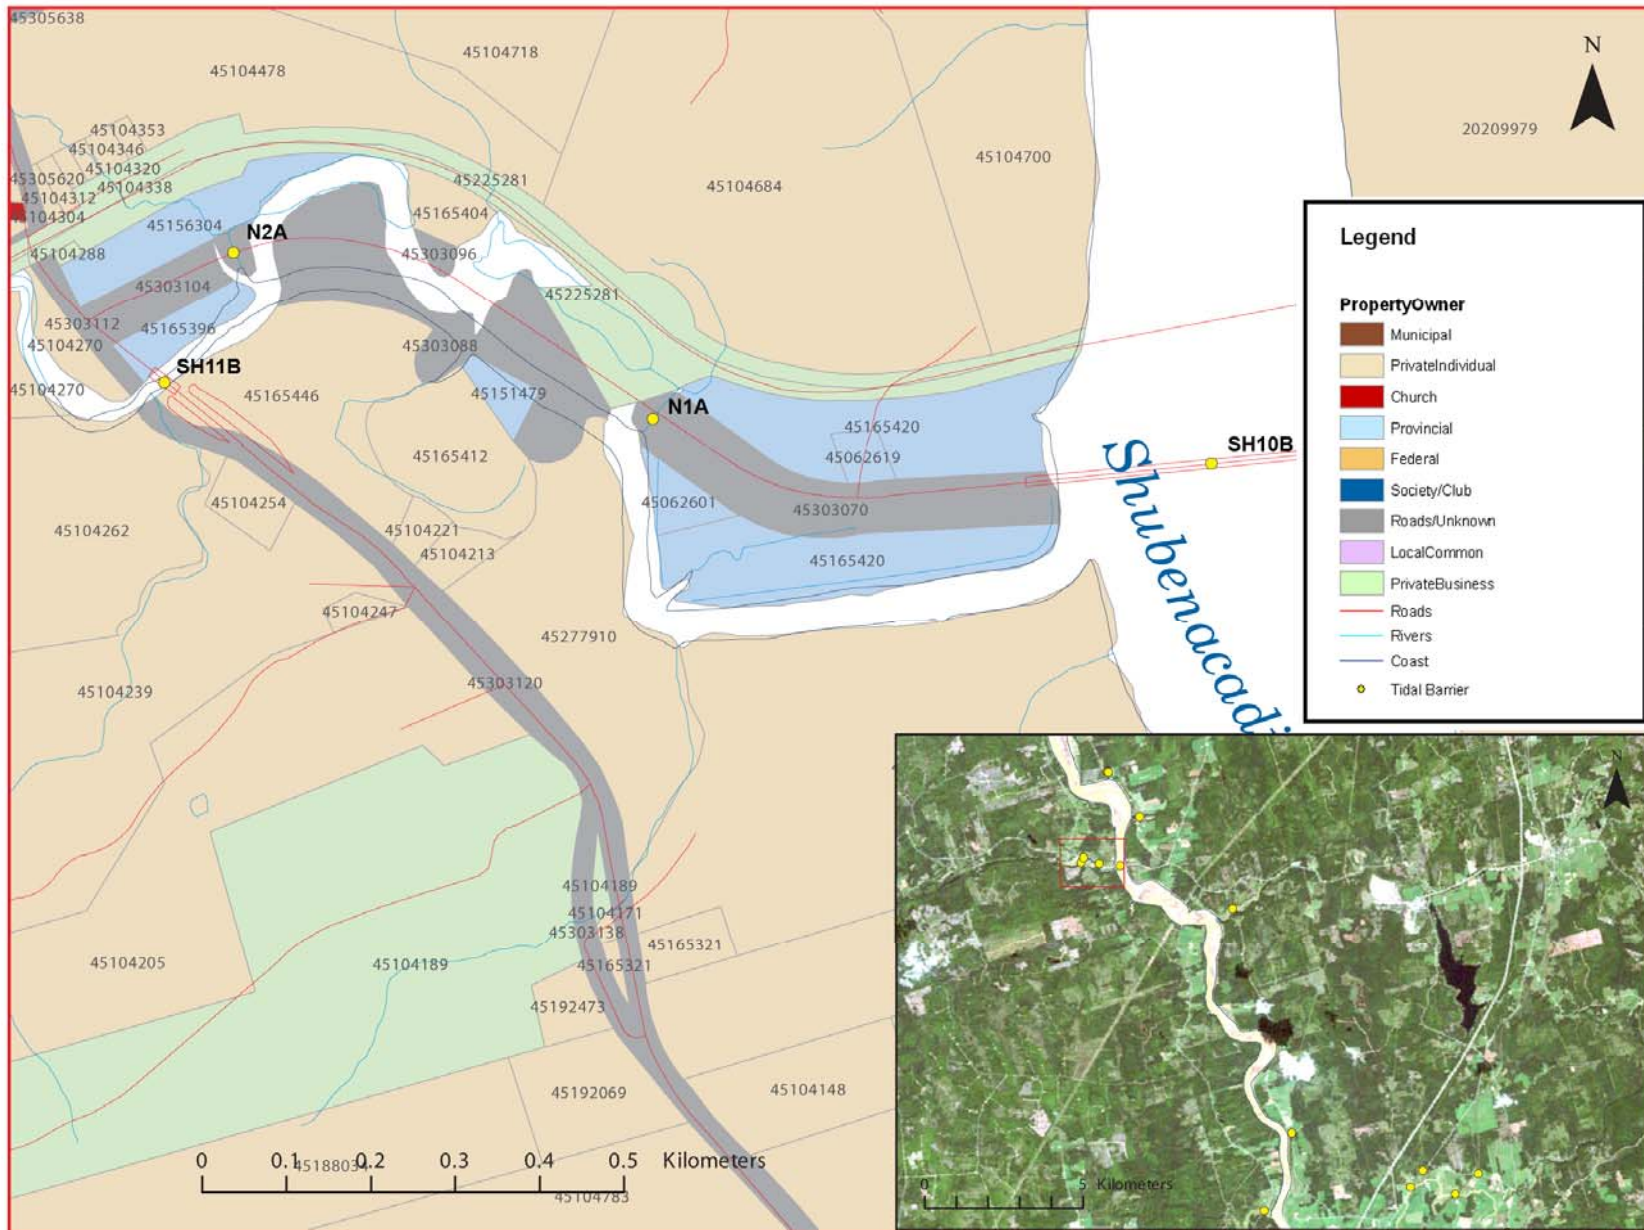 45305638
45104718
45104478
N
20209979
45104353
45104346
45104320
45305620
45104338
45104312
45104304
45104700
45225281
45104684
45165404
45156304
N2A
45104288
45303096
45303104
45225281
45303112
45165396
45104270
45303088
SH11B
45104270
45165446
45151479
N1A
45165420
SH10B
45165412
45062619
45104254
45062601
45303070
45104262
45104221
45104213
45165420
45104247
45277910
45303120
45104239
Shubenacadi
Legend
PropertyOwner
Municipal
PrivateIndividual
Church
Provincial
Federal
Society/Club
Roads/Unknown
LocalCommon
PrivateBusiness
Roads
Rivers
Coast
Tidal Barrier
N
45104189
45104171
45303138
45165321
45104205
45104189
45165321
45192473
45192069
45104148
0 0.1 0.2 0.3 0.4 0.5 Kilometers
45104783
0 5 Kilometers